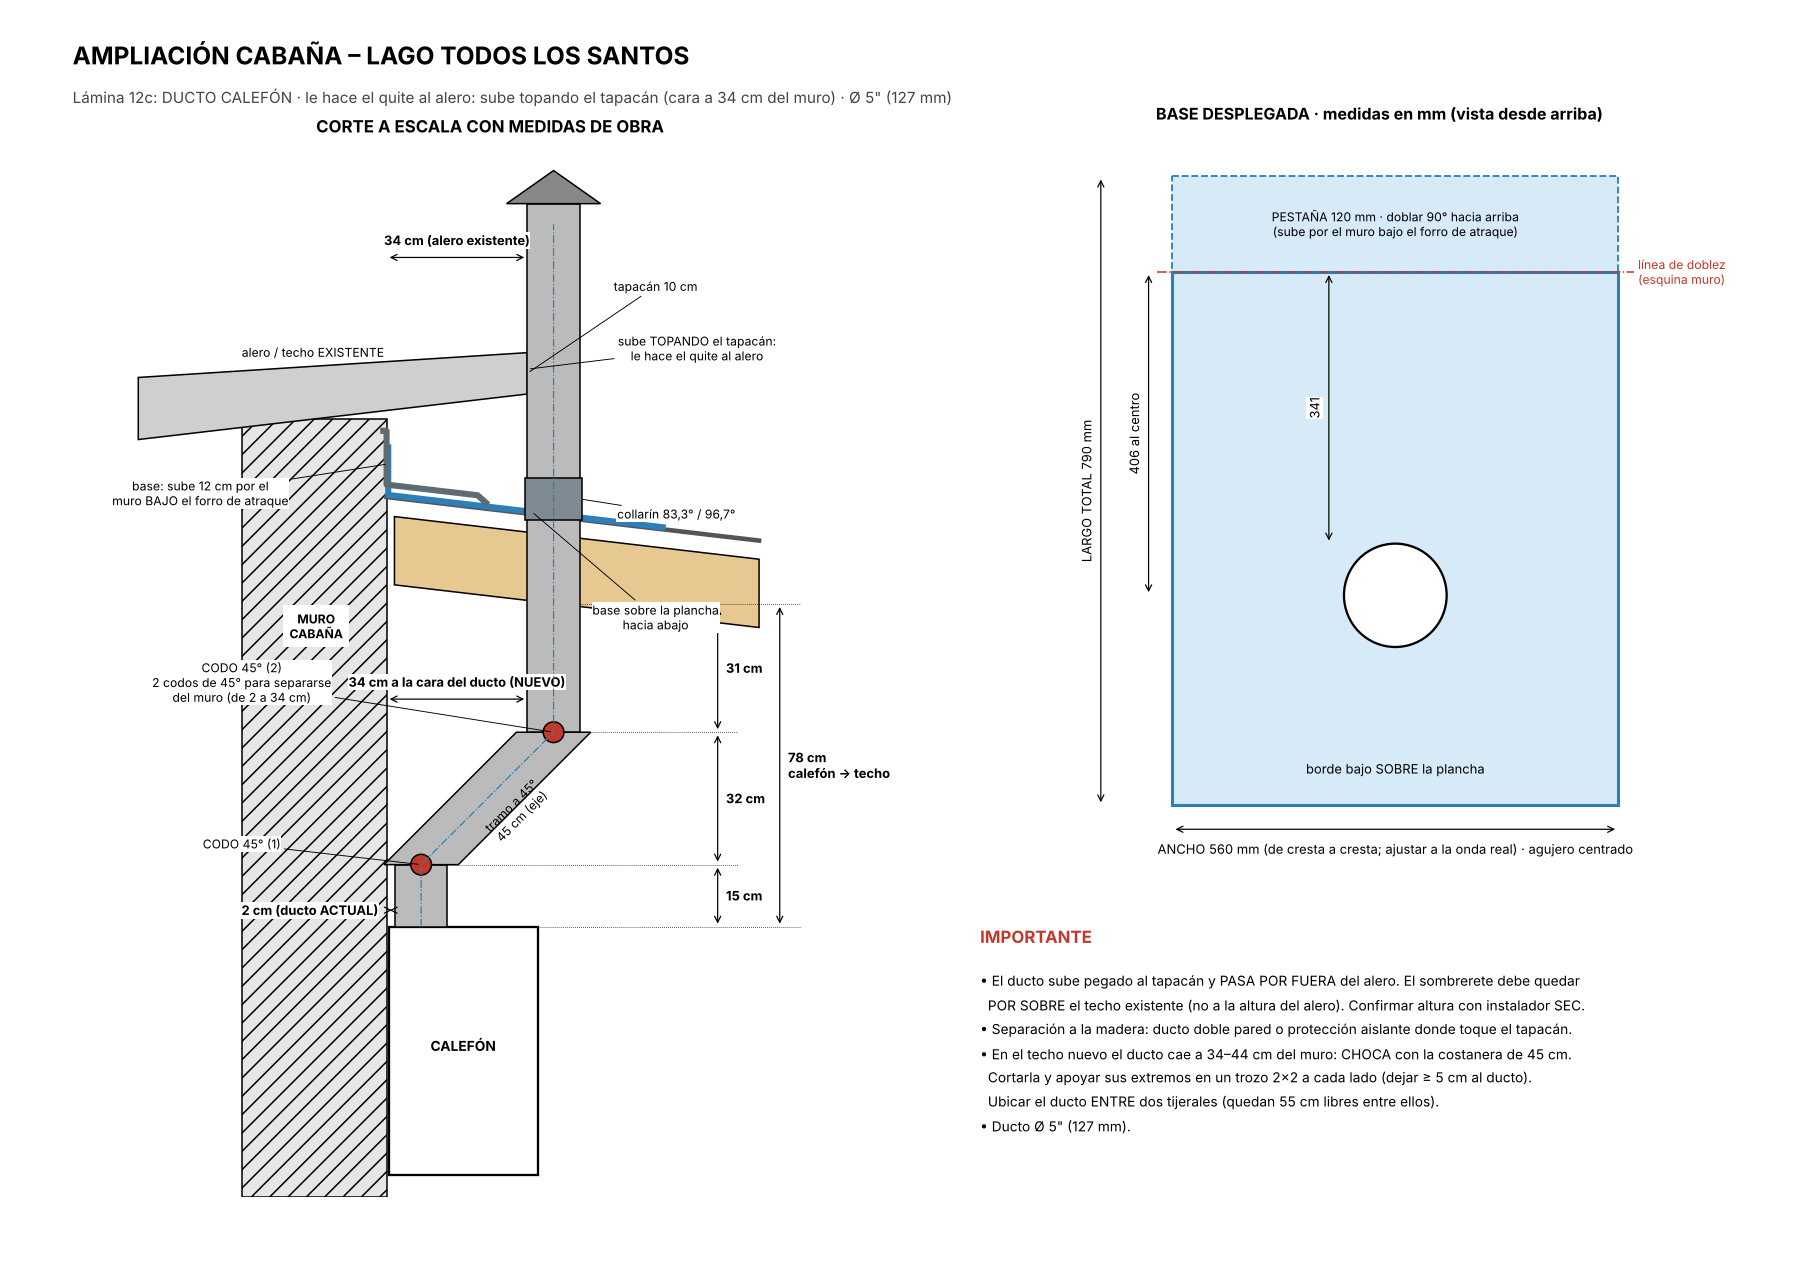 AMPLIACIÓN CABAÑA – LAGO TODOS LOS SANTOS
Lámina 12c: DUCTO CALEFÓN · le hace el quite al alero: sube topando el tapacán (cara a 34 cm del muro) · Ø 5" (127 mm)
CORTE A ESCALA CON MEDIDAS DE OBRA
34 cm (alero existente)
tapacán 10 cm
sube TOPANDO el tapacán:
le hace el quite al alero
alero / techo EXISTENTE
base: sube 12 cm por el
muro BAJO el forro de atraque
collarín 83,3° / 96,7°
base sobre la plancha
hacia abajo
MURO
CABAÑA
CODO 45° (2)
2 codos de 45° para separarse
del muro (de 2 a 34 cm)
34 cm a la cara del ducto (NUEVO)
31 cm
78 cm
calefón → techo
32 cm
tramo a 45°
45 cm (eje)
CODO 45° (1)
15 cm
2 cm (ducto ACTUAL)
CALEFÓN
BASE DESPLEGADA · medidas en mm (vista desde arriba)
PESTAÑA 120 mm · doblar 90° hacia arriba
(sube por el muro bajo el forro de atraque)
línea de doblez
(esquina muro)
LARGO TOTAL 790 mm
406 al centro
341
borde bajo SOBRE la plancha
ANCHO 560 mm (de cresta a cresta; ajustar a la onda real) · agujero centrado
IMPORTANTE
• El ducto sube pegado al tapacán y PASA POR FUERA del alero. El sombrerete debe quedar
POR SOBRE el techo existente (no a la altura del alero). Confirmar altura con instalador SEC.
• Separación a la madera: ducto doble pared o protección aislante donde toque el tapacán.
• En el techo nuevo el ducto cae a 34–44 cm del muro: CHOCA con la costanera de 45 cm.
Cortarla y apoyar sus extremos en un trozo 2×2 a cada lado (dejar ≥ 5 cm al ducto).
Ubicar el ducto ENTRE dos tijerales (quedan 55 cm libres entre ellos).
• Ducto Ø 5" (127 mm).